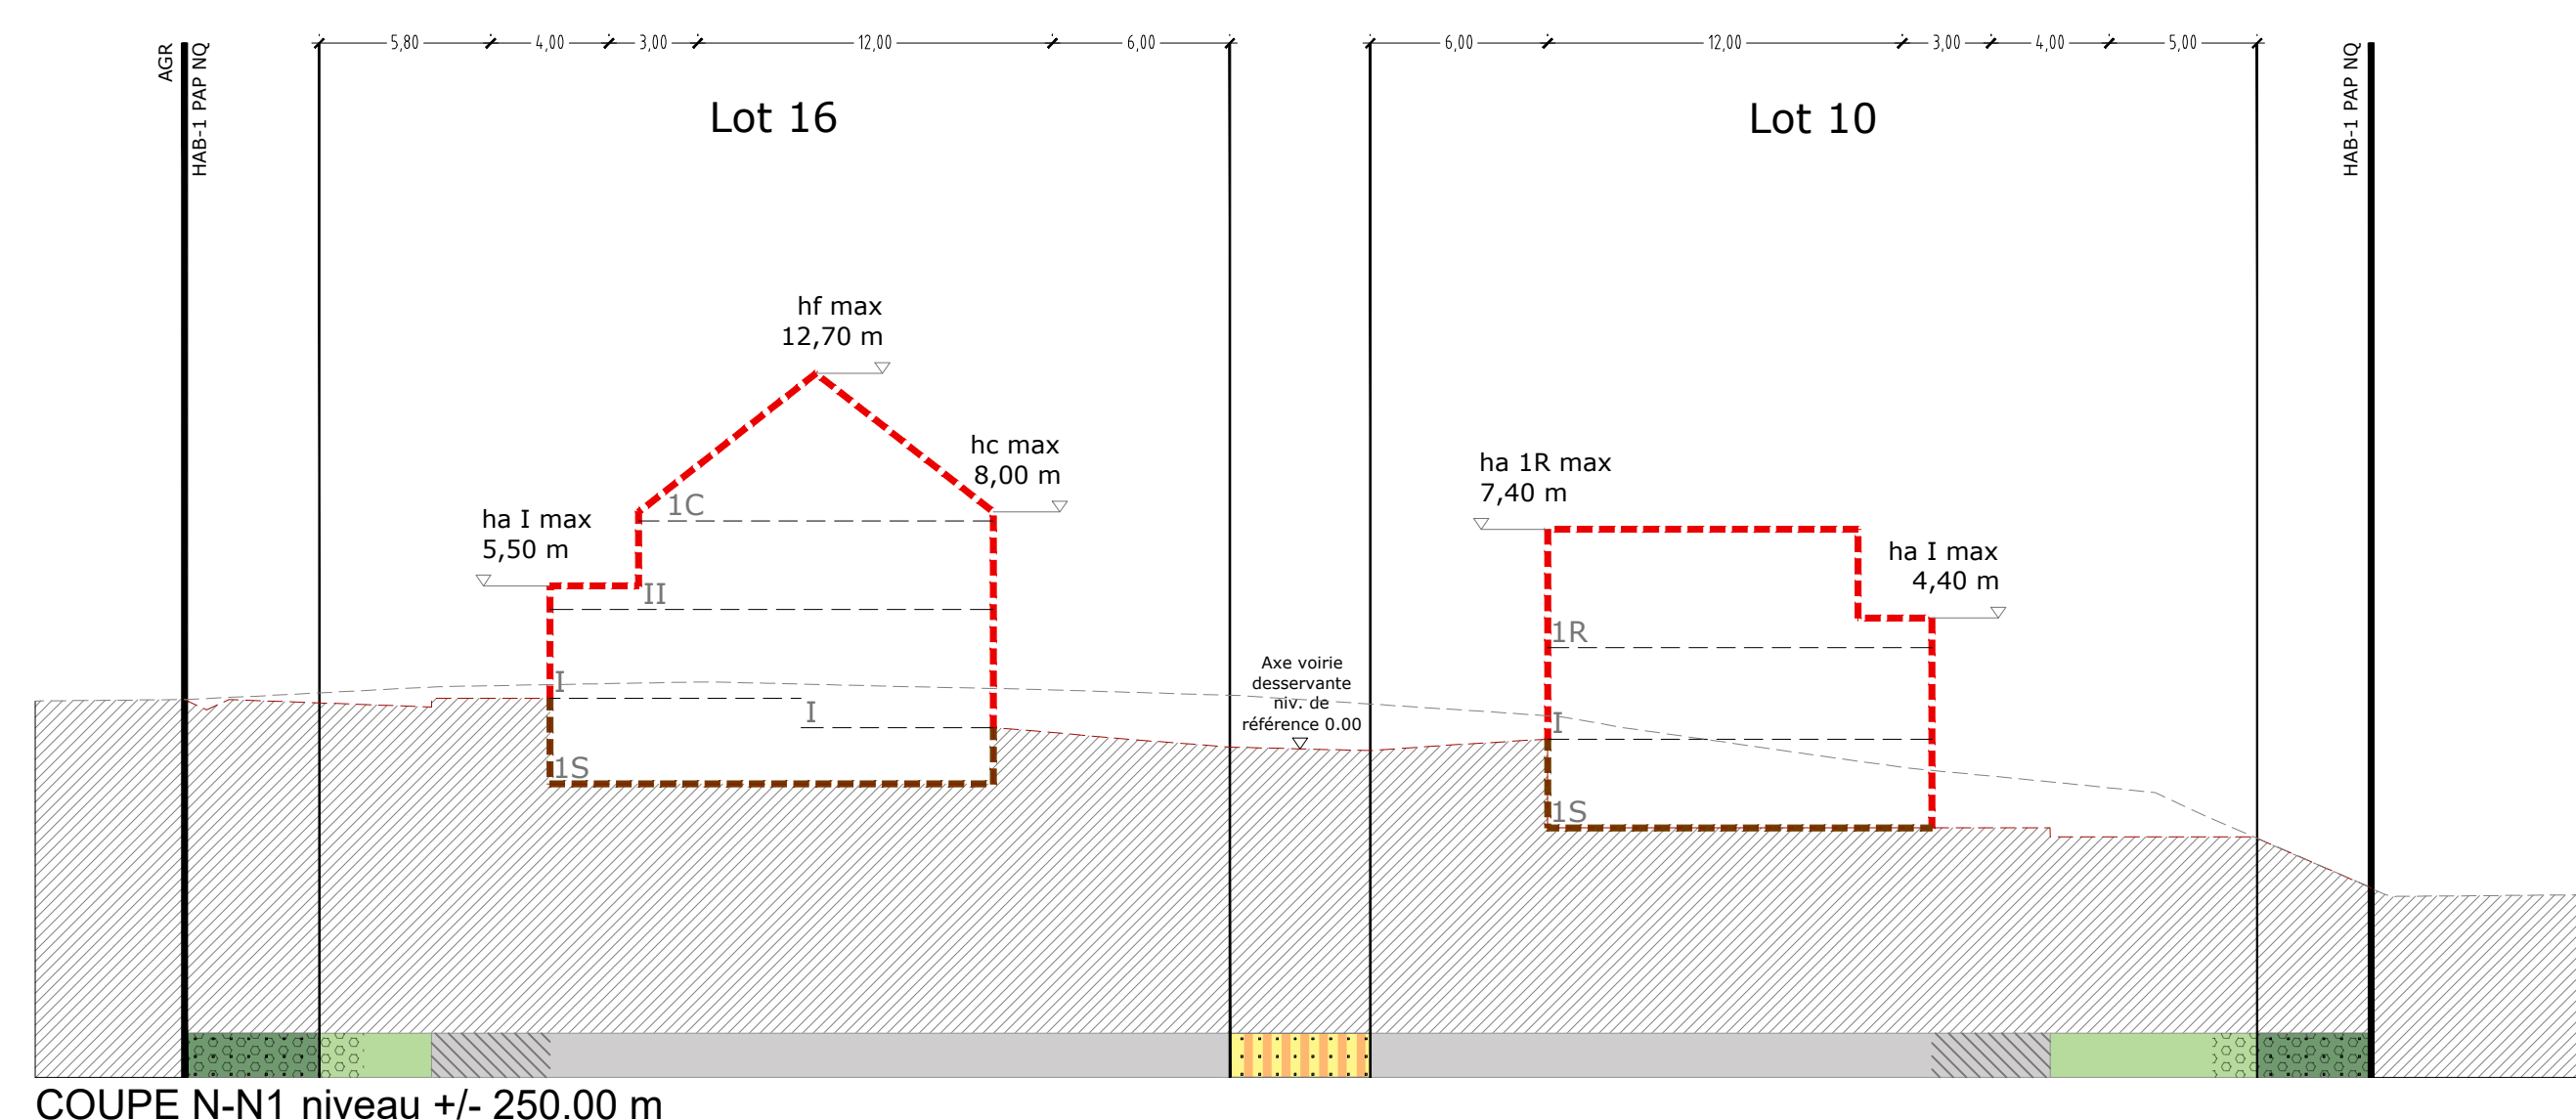 AGR
HAB-1 PAP NQ
5,80
4,00
3,00
12,00
6,00
6,00
12,00
3,00
4,00
5,00
HAB-1 PAP NQ
Lot 16
Lot 10
hf max
12,70 m
hc max
8,00 m
1C
ha I max
5,50 m
II
I
I
1S
ha 1R max
7,40 m
ha I max
4,40 m
1R
I
1S
Axe voirie
desservante
niv. de
référence 0.00
COUPE N-N1 niveau +/- 250.00 m